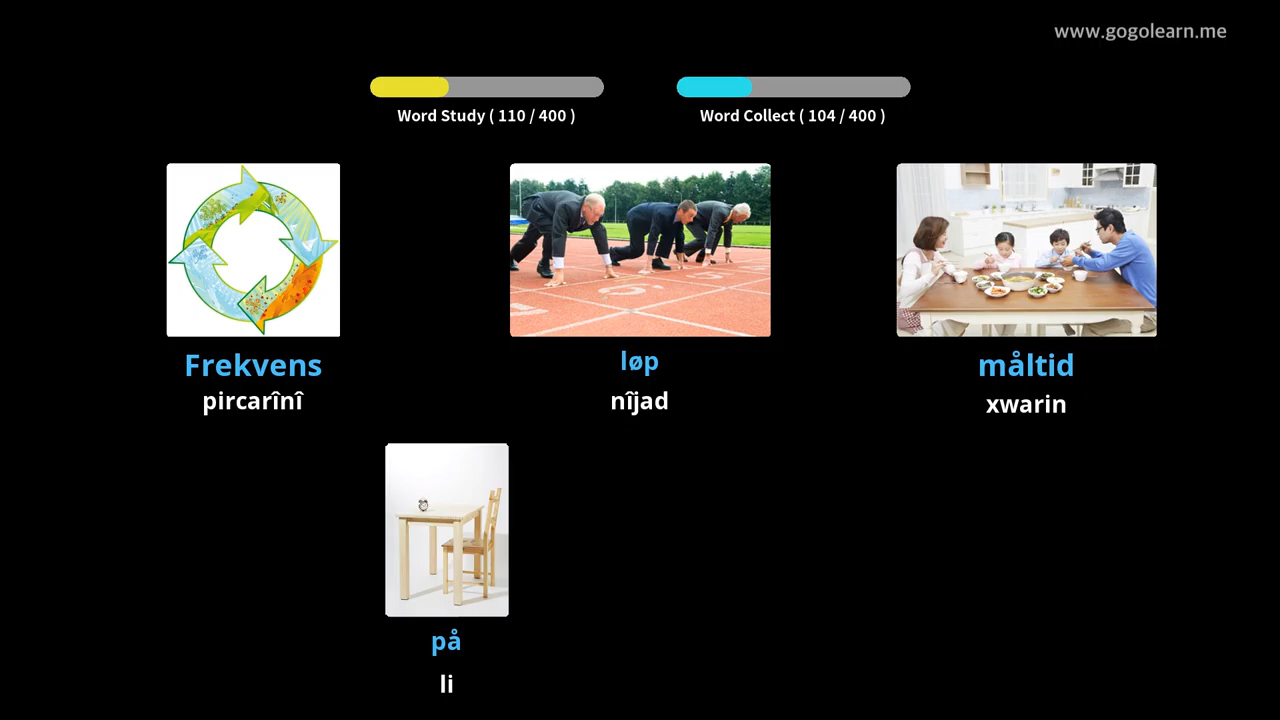 www.gogolearn.me
Word Study ( 110 / 400 )
Word Collect ( 104 / 400 )
Frekvens
pircarînî
løp
nîjad
måltid
xwarin
på
li